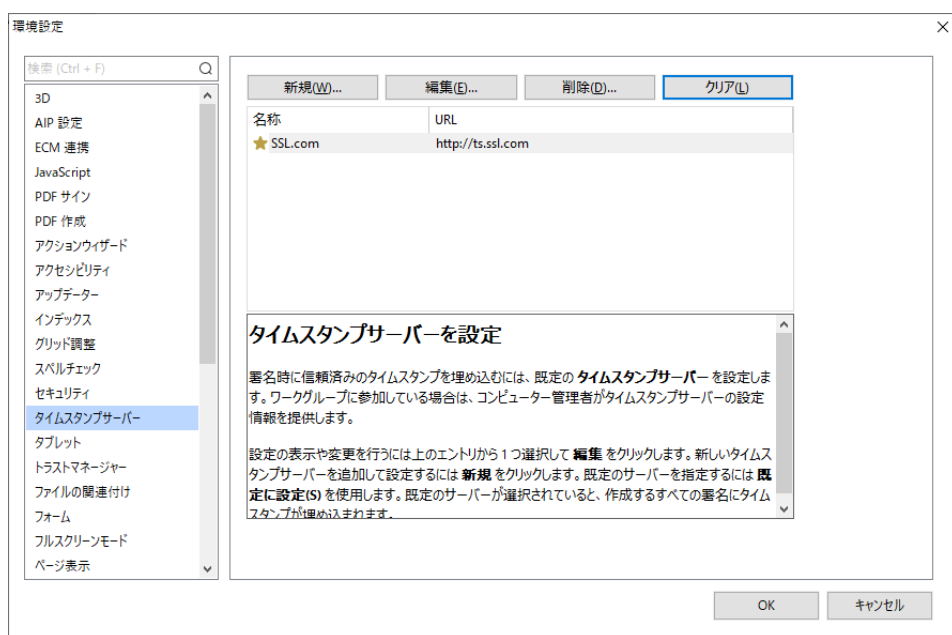 環境設定
検索 (Ctrl + F)
3D
AIP 設定
ECM 連携
JavaScript
PDF サイン
PDF 作成
アクションウィザード
アクセシビリティ
アップデーター
インデックス
グリッド調整
スペルチェック
セキュリティ
タイムスタンプサーバー
タブレット
トラストマネージャー
ファイルの関連付け
フォーム
フルスクリーンモード
ページ表示
新規(W)... 編集(E)... 削除(D)... クリア(L)
名称 URL
SSL.com http://ts.ssl.com
タイムスタンプサーバーを設定
署名時に信頼済みのタイムスタンプを埋め込むには、既定の タイムスタンプサーバー を設定しま
す。ワークグループに参加している場合は、コンピューター管理者がタイムスタンプサーバーの設定
情報を提供します。
設定の表示や変更を行うには上のエントリから 1 つ選択して 編集 をクリックします。新しいタイムス
タンプサーバーを追加して設定するには 新規 をクリックします。既定のサーバーを指定するには 既
定に設定(S) を使用します。既定のサーバーが選択されていると、作成するすべての署名にタイム
スタンプが埋め込まれます。
OK キャンセル